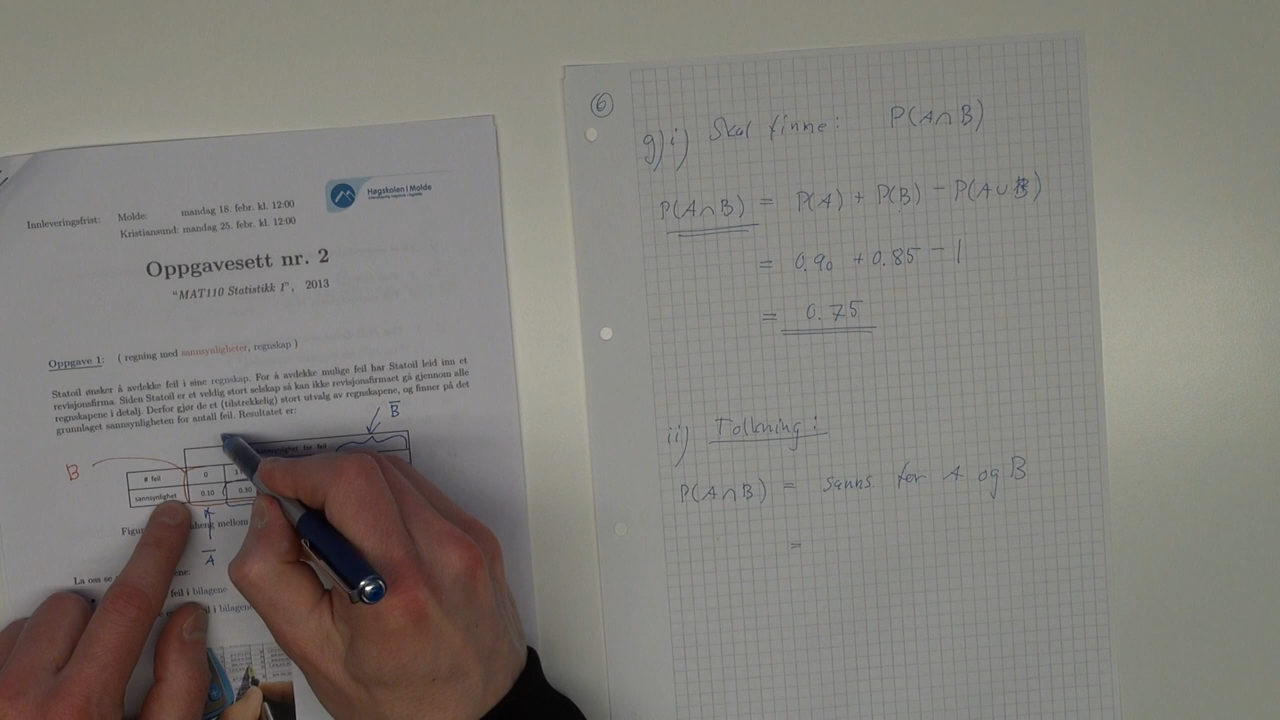 Høgskolen i Molde
Innleveringsfrist: Molde: mandag 18. febr. kl. 12:00
Kristiansund: mandag 25. febr. kl. 12:00
Oppgavesett nr. 2
"MAT110 Statistikk 1", 2013
Oppgave 1: ( regning med sannsynligheter, regnskap )
Statoil ønsker å avdekke feil i sine regnskap. For å avdekke mulige feil har Statoil leid inn et
revisjonsfirma. Siden Statoil er et veldig stort selskap så kan ikke revisjonsfirmaet gå gjennom alle
regnskapene i detalj. Derfor gjør de et (tilstrekkelig) stort utvalg av regnskapene, og finner på det
grunnlaget sannsynligheten for antall feil. Resultatet er:
B̅
B
for feil
# feil 0 1
sannsynlighet 0.10 0.30
mellom
A̅
La oss se
feil i bilagene
i bilagene
6
g) i) Skal finne: P(A∩B)
P(A∩B) = P(A) + P(B) - P(A∪B)
= 0.90 + 0.85 - 1
= 0.75
ii) Tolkning:
P(A∩B) = sanns for A og B
=